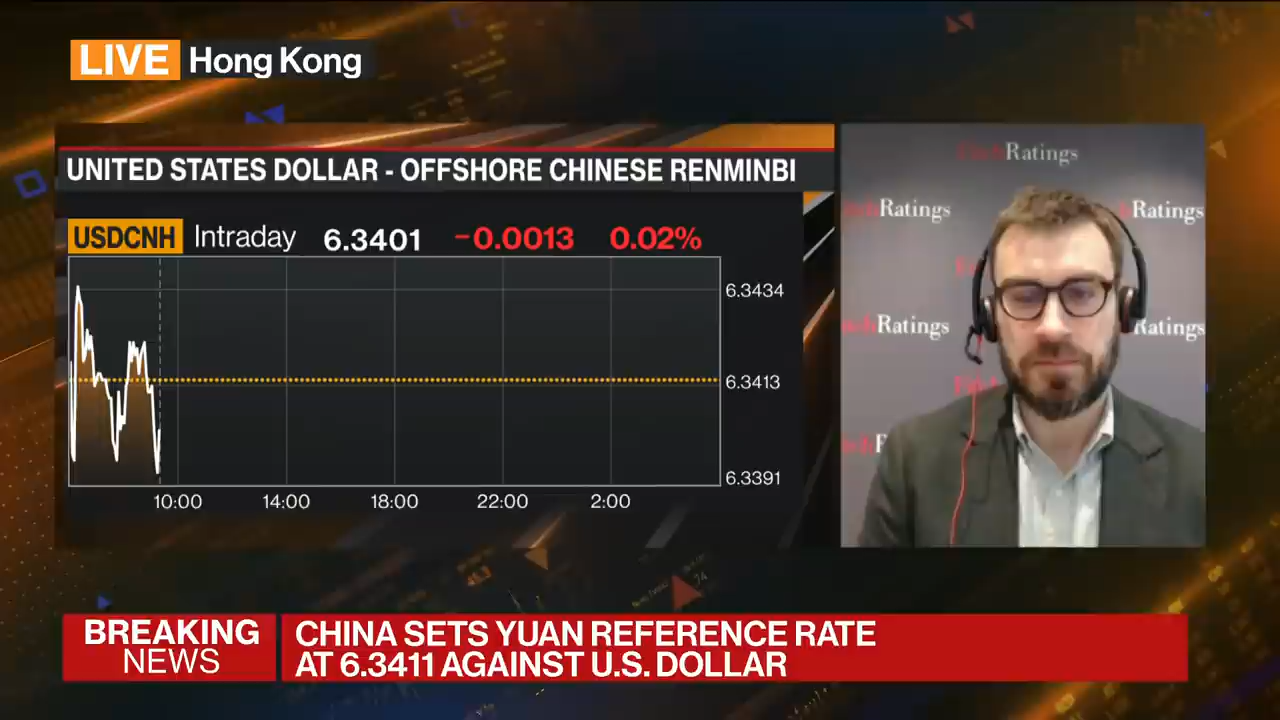 LIVE Hong Kong
UNITED STATES DOLLAR - OFFSHORE CHINESE RENMINBI
USDCNH Intraday 6.3401 −0.0013 0.02%
6.3434
6.3413
6.3391
10:00 14:00 18:00 22:00 2:00
Ratings
Ratings
Ratings
Ratings
Ratings
BREAKING
NEWS
CHINA SETS YUAN REFERENCE RATE
AT 6.3411 AGAINST U.S. DOLLAR